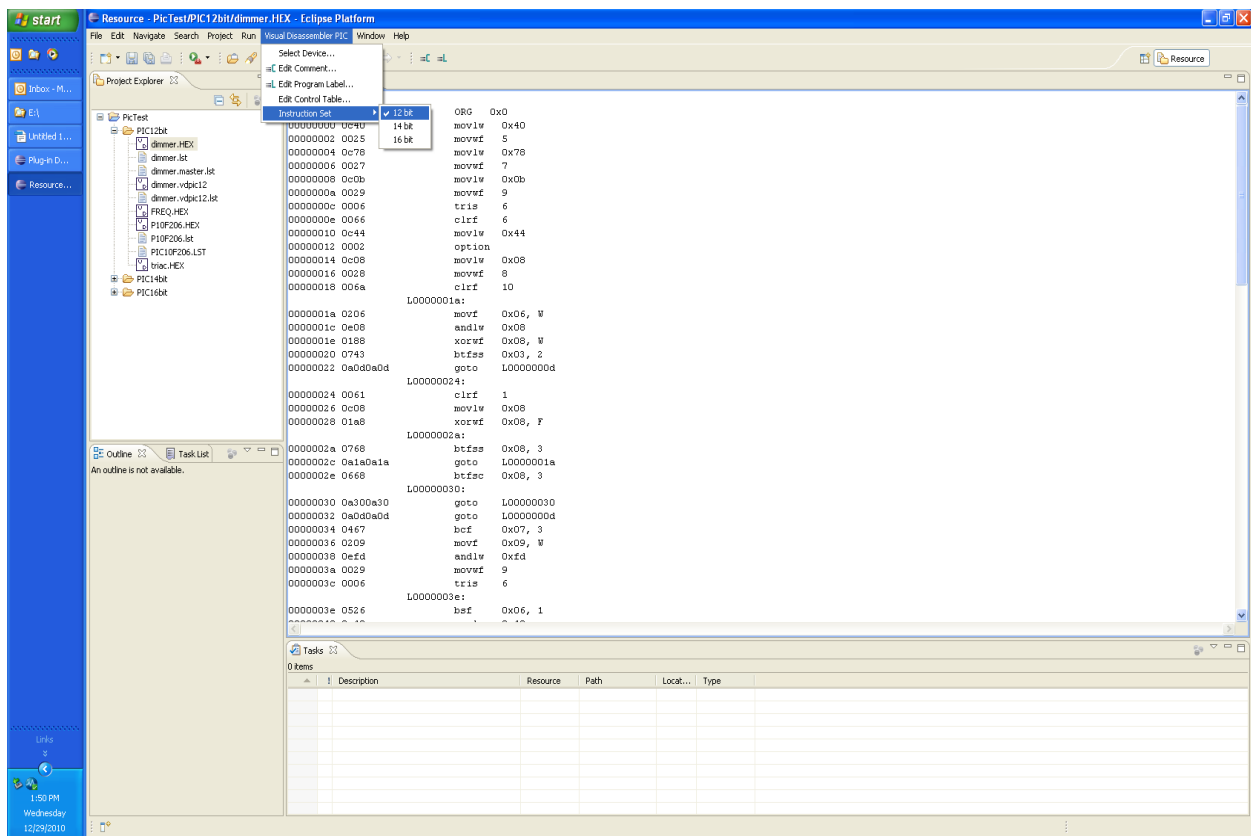 start
Resource - PicTest/PIC12bit/dimmer.HEX - Eclipse Platform
File Edit Navigate Search Project Run Visual Disassembler PIC Window Help
Select Device...
Edit Comment...
Edit Program Label...
Edit Control Table...
Instruction Set
12 bit
14 bit
16 bit
Resource
Inbox - M...
E:\
Untitled 1...
Plug-in D...
Resource...
Project Explorer
PicTest
PIC12bit
dimmer.HEX
dimmer.lst
dimmer.master.lst
dimmer.vdpic12
dimmer.vdpic12.lst
FREQ.HEX
P10F206.HEX
P10F206.lst
PIC10F206.LST
triac.HEX
PIC14bit
PIC16bit
Outline Task List
An outline is not available.
ORG 0x0
00000000 0c40 movlw 0x40
00000002 0025 movwf 5
00000004 0c78 movlw 0x78
00000006 0027 movwf 7
00000008 0c0b movlw 0x0b
0000000a 0029 movwf 9
0000000c 0006 tris 6
0000000e 0066 clrf 6
00000010 0c44 movlw 0x44
00000012 0002 option
00000014 0c08 movlw 0x08
00000016 0028 movwf 8
00000018 006a clrf 10
L0000001a:
0000001a 0206 movf 0x06, W
0000001c 0e08 andlw 0x08
0000001e 0188 xorwf 0x08, W
00000020 0743 btfss 0x03, 2
00000022 0a0d0a0d goto L0000000d
L00000024:
00000024 0061 clrf 1
00000026 0c08 movlw 0x08
00000028 01a8 xorwf 0x08, F
L0000002a:
0000002a 0768 btfss 0x08, 3
0000002c 0a1a0a1a goto L0000001a
0000002e 0668 btfsc 0x08, 3
L00000030:
00000030 0a300a30 goto L00000030
00000032 0a0d0a0d goto L0000000d
00000034 0467 bcf 0x07, 3
00000036 0209 movf 0x09, W
00000038 0efd andlw 0xfd
0000003a 0029 movwf 9
0000003c 0006 tris 6
L0000003e:
0000003e 0526 bsf 0x06, 1
Tasks
0 items
! Description Resource Path Locat... Type
Links
1:50 PM
Wednesday
12/29/2010